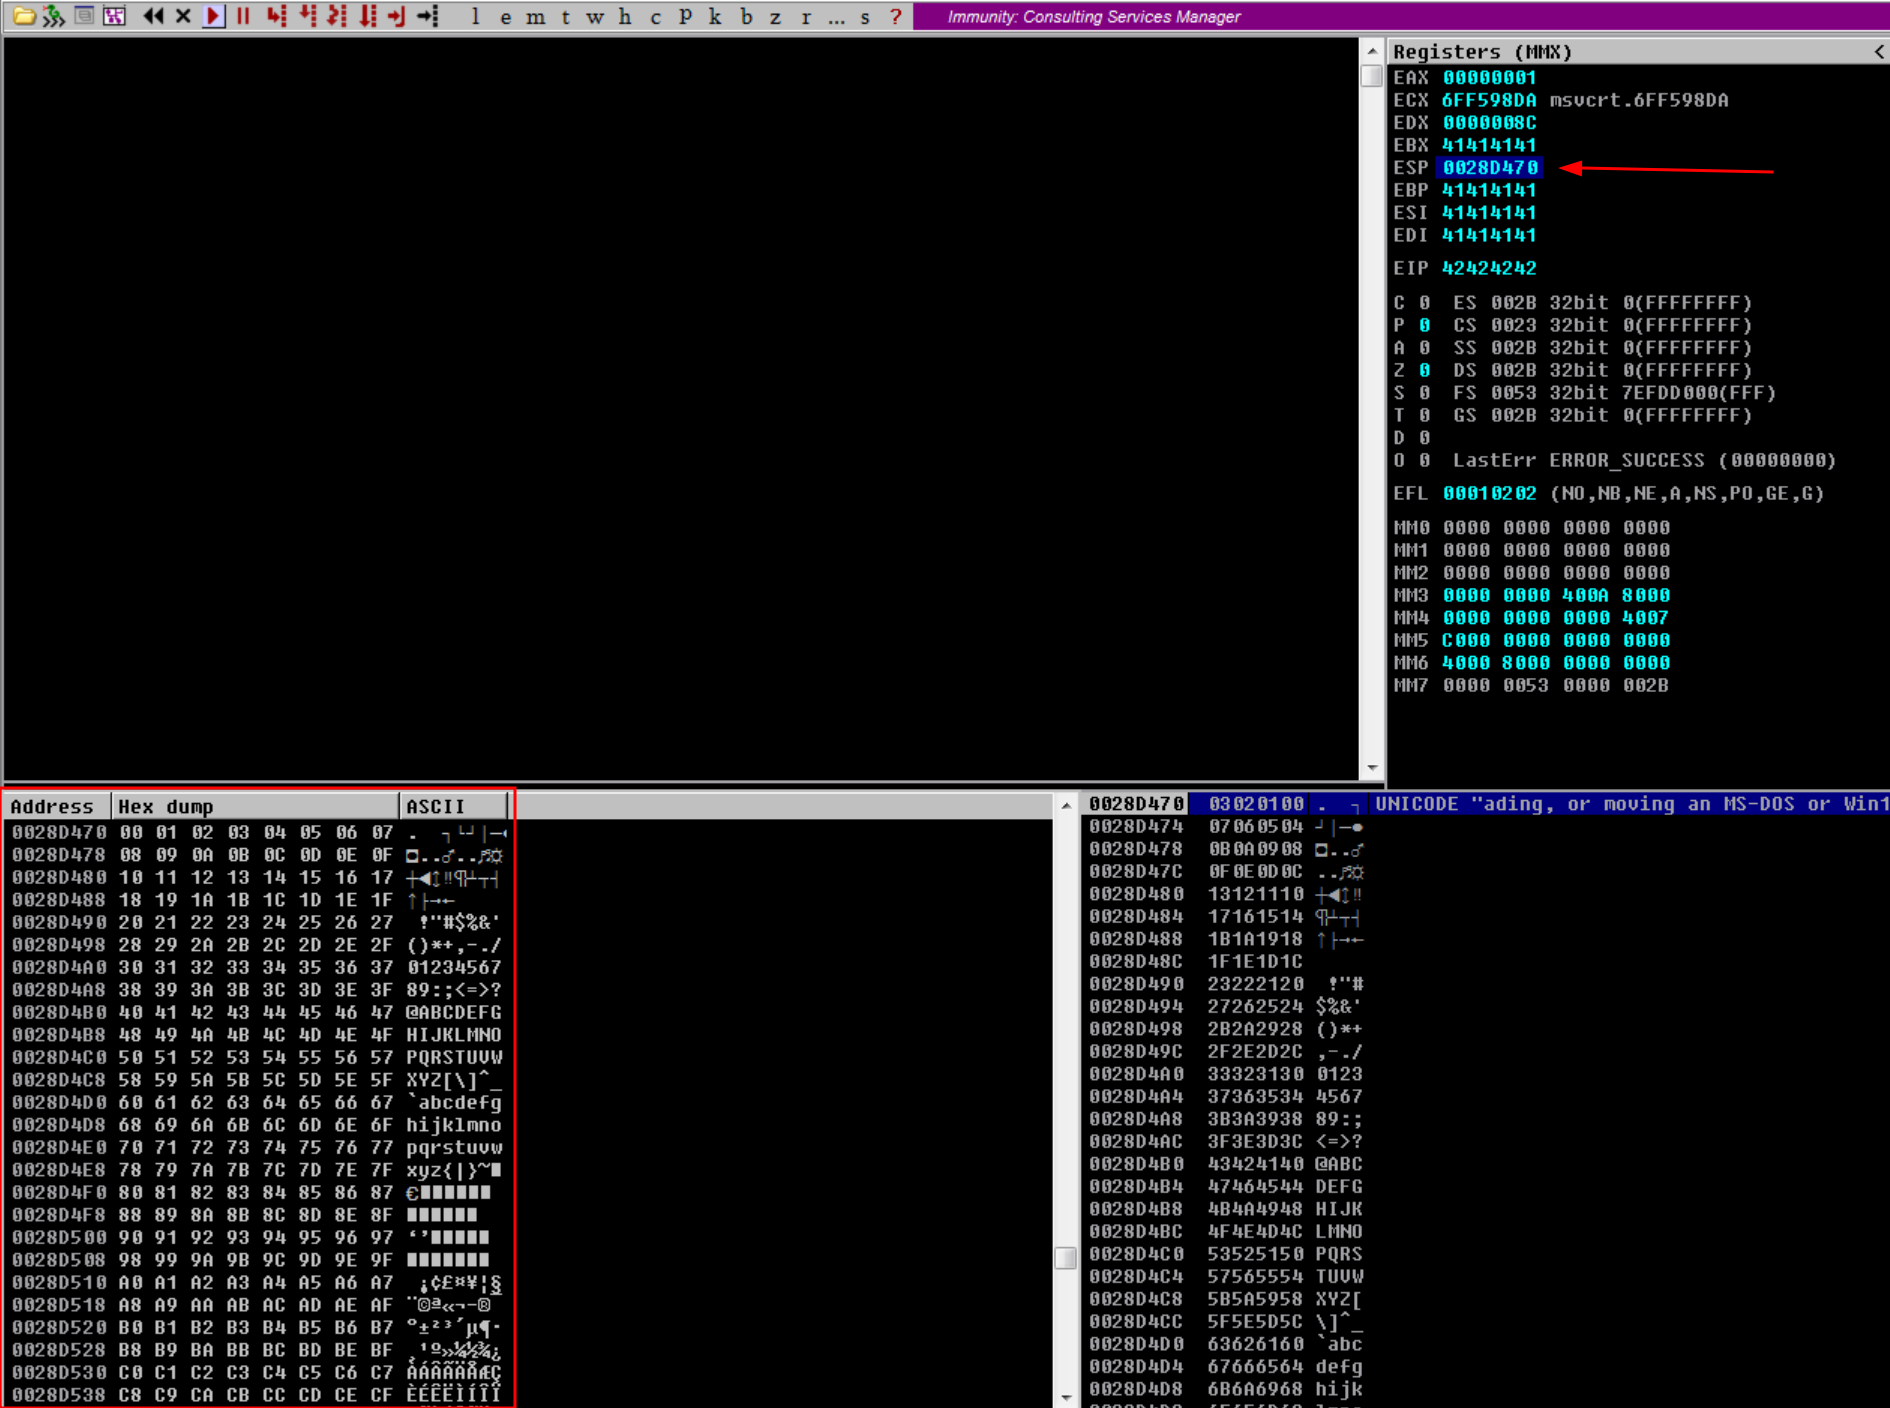 l e m t w h c P k b z r ... s ? Immunity: Consulting Services Manager
Registers (MMX) <
EAX 00000001
ECX 6FF598DA msvcrt.6FF598DA
EDX 0000008C
EBX 41414141
ESP 0028D470
EBP 41414141
ESI 41414141
EDI 41414141
EIP 42424242
C 0 ES 002B 32bit 0(FFFFFFFF)
P 0 CS 0023 32bit 0(FFFFFFFF)
A 0 SS 002B 32bit 0(FFFFFFFF)
Z 0 DS 002B 32bit 0(FFFFFFFF)
S 0 FS 0053 32bit 7EFDD000(FFF)
T 0 GS 002B 32bit 0(FFFFFFFF)
D 0
O 0 LastErr ERROR_SUCCESS (00000000)
EFL 00010202 (NO,NB,NE,A,NS,PO,GE,G)
MM0 0000 0000 0000 0000
MM1 0000 0000 0000 0000
MM2 0000 0000 0000 0000
MM3 0000 0000 400A 8000
MM4 0000 0000 0000 4007
MM5 C000 0000 0000 0000
MM6 4000 8000 0000 0000
MM7 0000 0053 0000 002B
Address Hex dump ASCII
0028D470 00 01 02 03 04 05 06 07
0028D478 08 09 0A 0B 0C 0D 0E 0F
0028D480 10 11 12 13 14 15 16 17
0028D488 18 19 1A 1B 1C 1D 1E 1F
0028D490 20 21 22 23 24 25 26 27 !"#$%&'
0028D498 28 29 2A 2B 2C 2D 2E 2F ()*+,-./
0028D4A0 30 31 32 33 34 35 36 37 01234567
0028D4A8 38 39 3A 3B 3C 3D 3E 3F 89:;<=>?
0028D4B0 40 41 42 43 44 45 46 47 @ABCDEFG
0028D4B8 48 49 4A 4B 4C 4D 4E 4F HIJKLMNO
0028D4C0 50 51 52 53 54 55 56 57 PQRSTUVW
0028D4C8 58 59 5A 5B 5C 5D 5E 5F XYZ[\]^_
0028D4D0 60 61 62 63 64 65 66 67 `abcdefg
0028D4D8 68 69 6A 6B 6C 6D 6E 6F hijklmno
0028D4E0 70 71 72 73 74 75 76 77 pqrstuvw
0028D4E8 78 79 7A 7B 7C 7D 7E 7F xyz{|}~■
0028D4F0 80 81 82 83 84 85 86 87 €■■■■■■
0028D4F8 88 89 8A 8B 8C 8D 8E 8F ■■■■■■
0028D500 90 91 92 93 94 95 96 97 ‘’■■■■■
0028D508 98 99 9A 9B 9C 9D 9E 9F ■■■■■■■
0028D510 A0 A1 A2 A3 A4 A5 A6 A7 ¡¢£¤¥¦§
0028D518 A8 A9 AA AB AC AD AE AF ¨©ª«¬-®
0028D520 B0 B1 B2 B3 B4 B5 B6 B7 °±²³´µ¶·
0028D528 B8 B9 BA BB BC BD BE BF ¸¹º»¼½¾¿
0028D530 C0 C1 C2 C3 C4 C5 C6 C7 ÀÁÂÃÄÅÆÇ
0028D538 C8 C9 CA CB CC CD CE CF ÈÉÊËÌÍÎÏ
0028D470 03020100 UNICODE "ading, or moving an MS-DOS or Win1
0028D474 07060504
0028D478 0B0A0908
0028D47C 0F0E0D0C
0028D480 13121110
0028D484 17161514
0028D488 1B1A1918
0028D48C 1F1E1D1C
0028D490 23222120 !"#
0028D494 27262524 $%&'
0028D498 2B2A2928 ()*+
0028D49C 2F2E2D2C ,-./
0028D4A0 33323130 0123
0028D4A4 37363534 4567
0028D4A8 3B3A3938 89:;
0028D4AC 3F3E3D3C <=>?
0028D4B0 43424140 @ABC
0028D4B4 47464544 DEFG
0028D4B8 4B4A4948 HIJK
0028D4BC 4F4E4D4C LMNO
0028D4C0 53525150 PQRS
0028D4C4 57565554 TUVW
0028D4C8 5B5A5958 XYZ[
0028D4CC 5F5E5D5C \]^_
0028D4D0 63626160 `abc
0028D4D4 67666564 defg
0028D4D8 6B6A6968 hijk